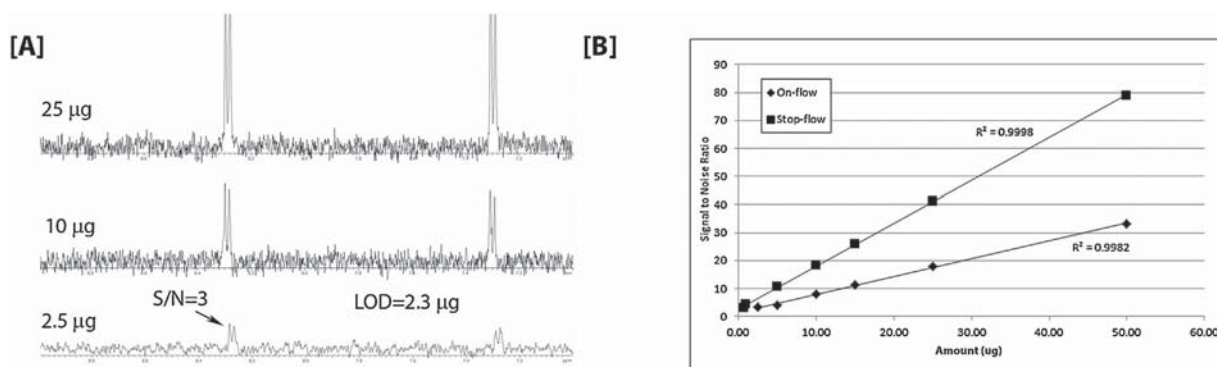 [A]
25 μg
10 μg
S/N=3
LOD=2.3 μg
2.5 μg
[B]
Signal to Noise Ratio
90
80
70
60
50
40
30
20
10
0
On-flow
Stop-flow
R² = 0.9998
R² = 0.9982
0.00
10.00
20.00
30.00
40.00
50.00
60.00
Amount (ug)